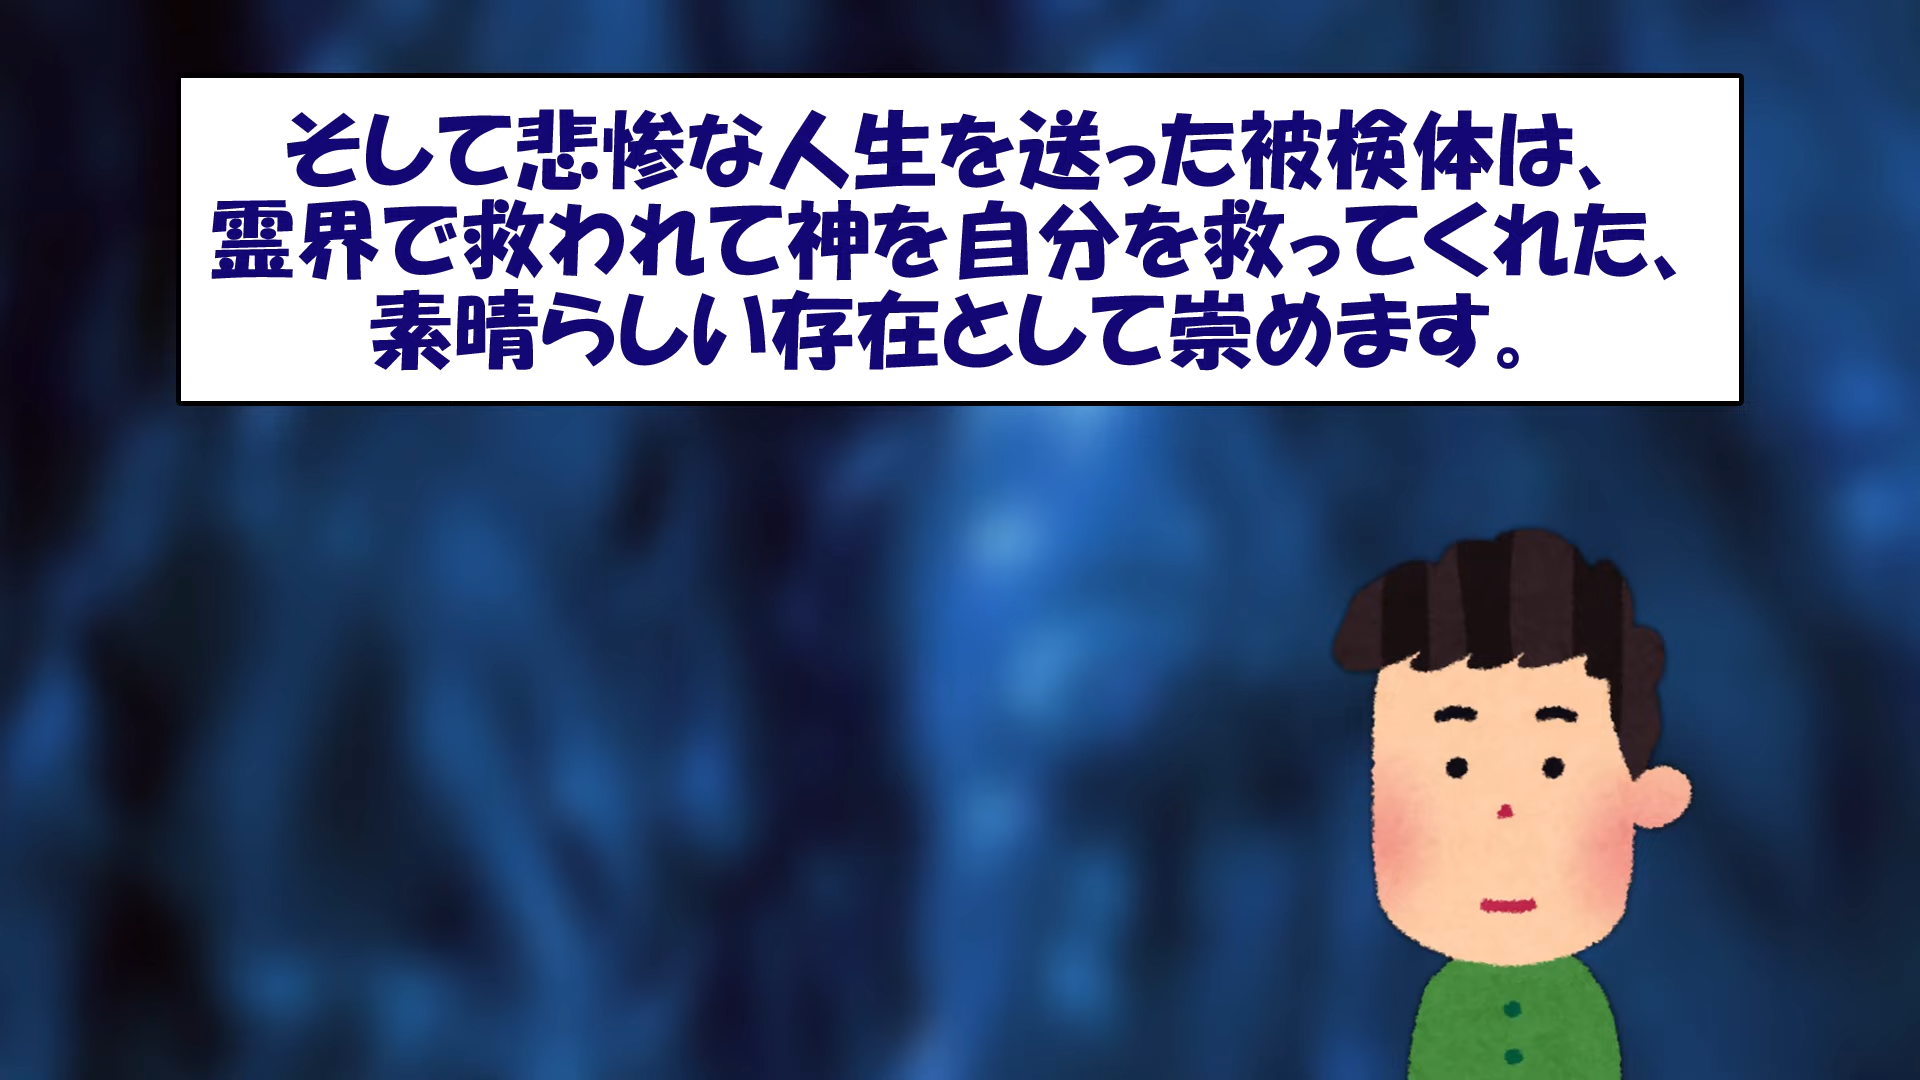 そして悲惨な人生を送った被検体は、
霊界で救われて神を自分を救ってくれた、
素晴らしい存在として崇めます。